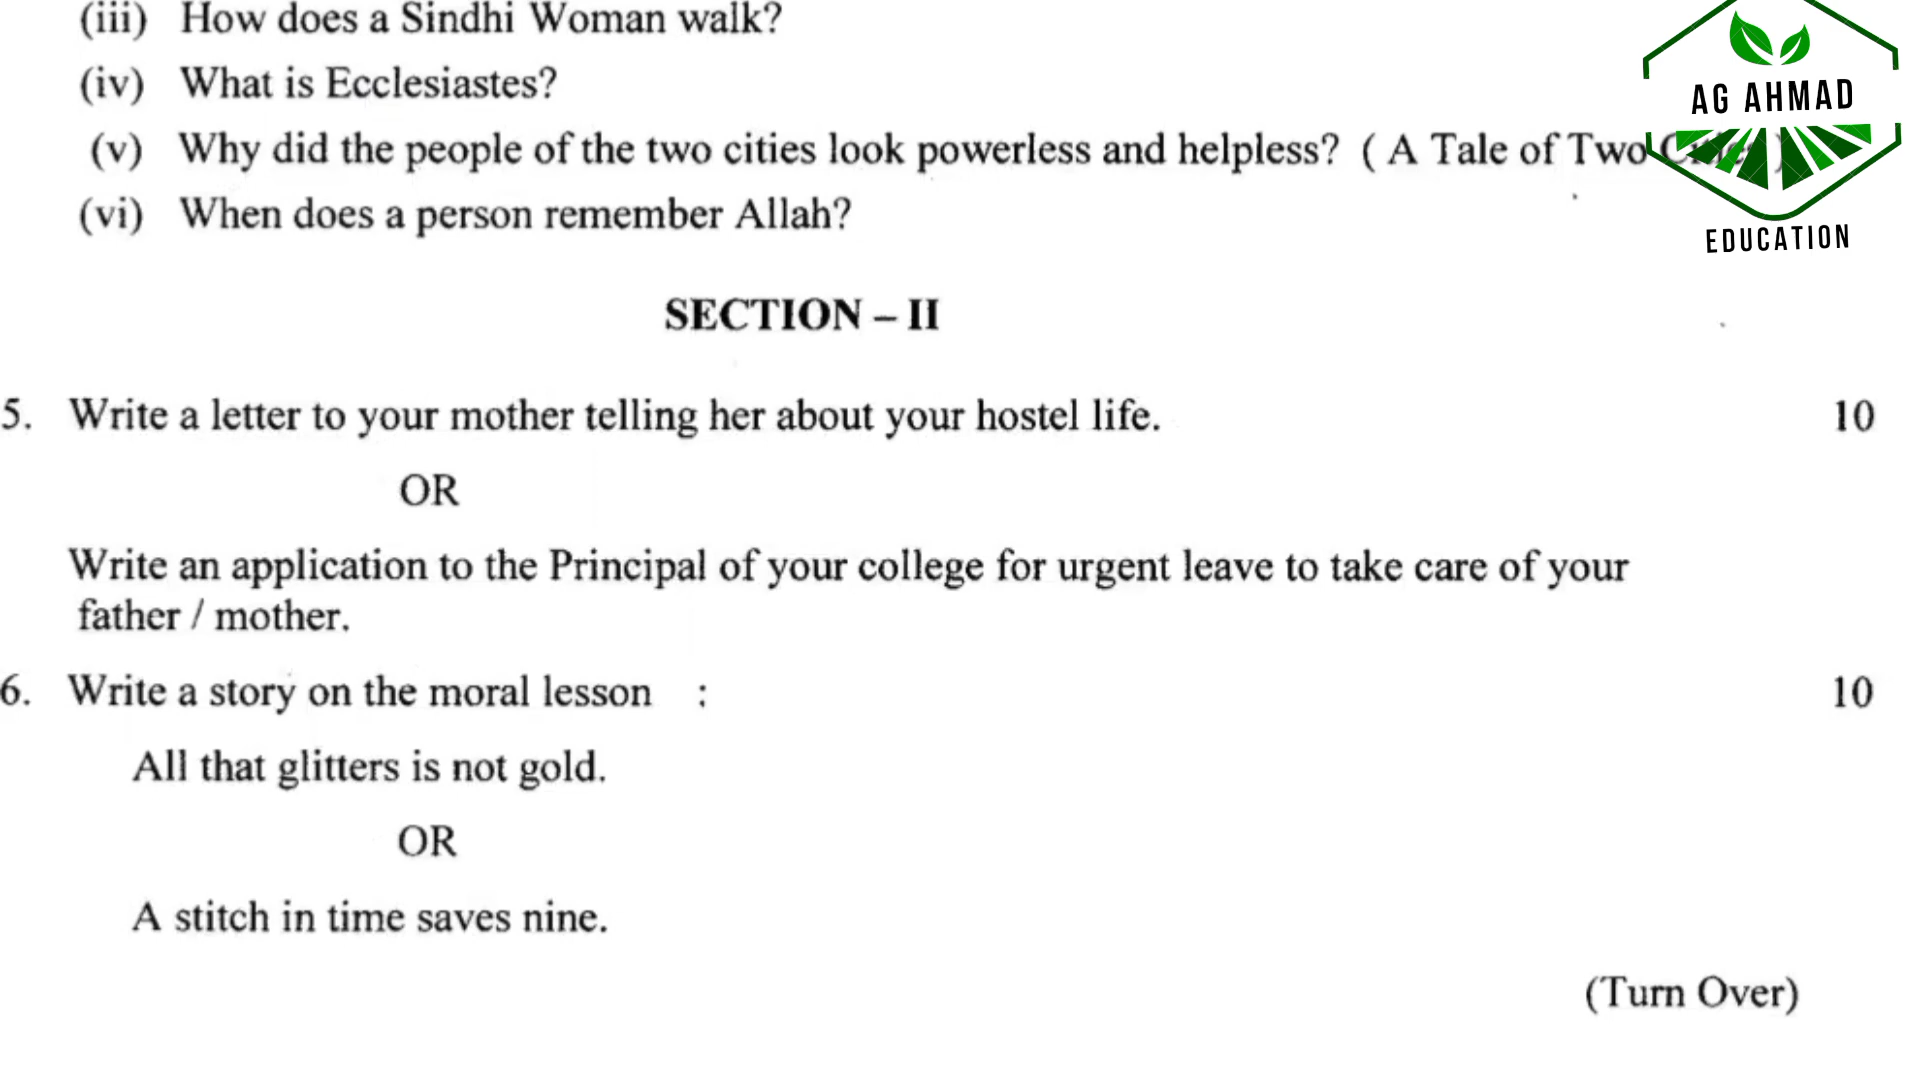 (iii) How does a Sindhi Woman walk?
(iv) What is Ecclesiastes?
(v) Why did the people of the two cities look powerless and helpless? ( A Tale of Two
(vi) When does a person remember Allah?
AG AHMAD
EDUCATION
SECTION – II
5. Write a letter to your mother telling her about your hostel life. 10
OR
Write an application to the Principal of your college for urgent leave to take care of your
father / mother.
6. Write a story on the moral lesson : 10
All that glitters is not gold.
OR
A stitch in time saves nine.
(Turn Over)